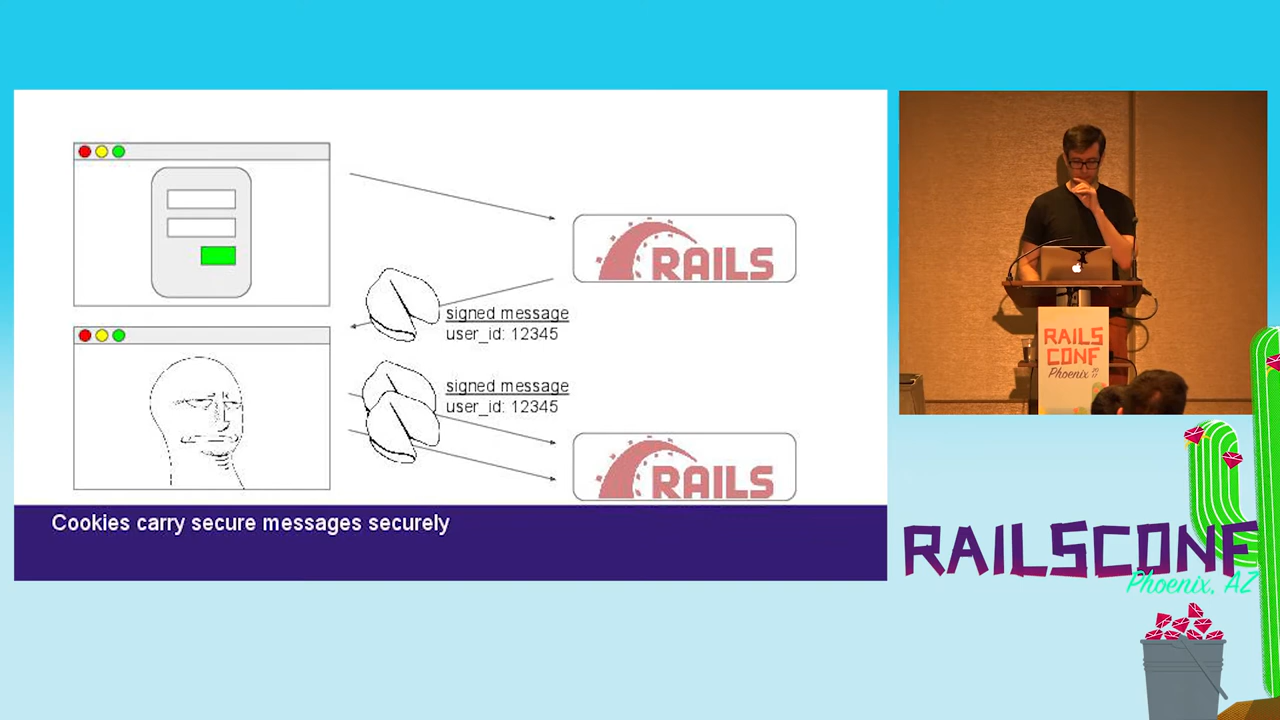 RAILS
signed message
user_id: 12345
signed message
user_id: 12345
RAILS
Cookies carry secure messages securely
RAILS
CONF
Phoenix 2017
RAILSCONF
Phoenix, AZ